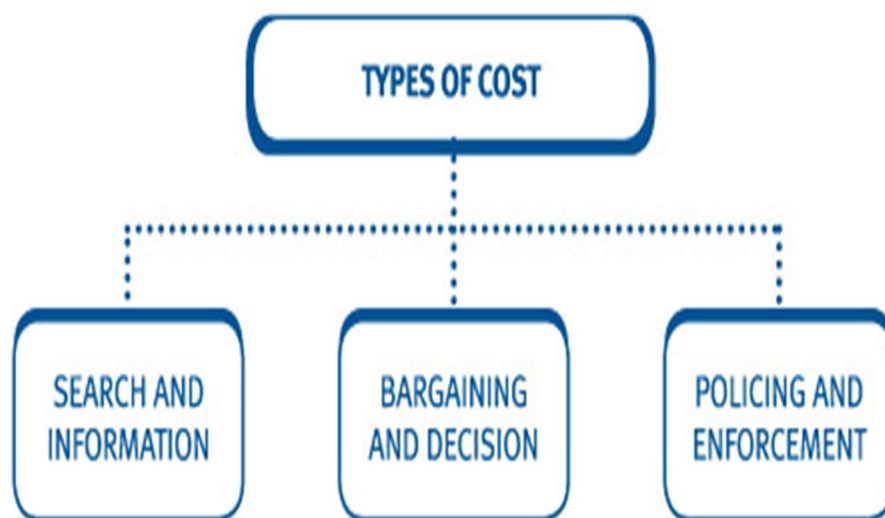 TYPES OF COST
SEARCH AND
INFORMATION
BARGAINING
AND DECISION
POLICING AND
ENFORCEMENT